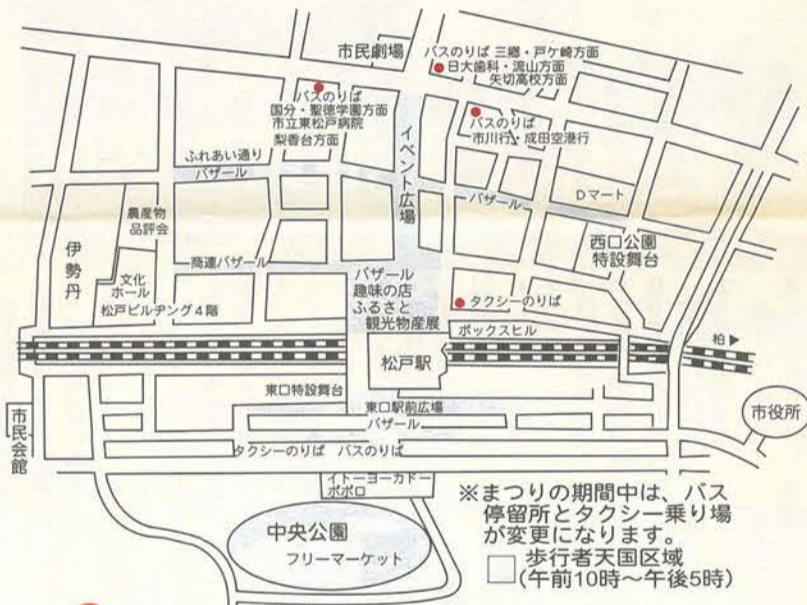 市民劇場
バスのりば 三郷・戸ケ崎方面
日大歯科・流山方面
矢切高校方面
バスのりば
国分・聖徳学園方面
市立東松戸病院
梨香台方面
バスのりば
市川行・成田空港行
イベント広場
ふれあい通り
バザール
バザール
Dマート
農産物
品評会
伊勢丹
西口公園
特設舞台
商連バザール
文化
ホール
松戸ビルヂング4階
バザール
趣味の店
ふるさと
観光物産展
タクシーのりば
ボックスヒル
柏▶
松戸駅
東口特設舞台
東口駅前広場
バザール
市民会館
市役所
タクシーのりば バスのりば
イトーヨーカドー
ボボロ
中央公園
フリーマーケット
※まつりの期間中は、バス
停留所とタクシー乗り場
が変更になります。
歩行者天国区域
(午前10時〜午後5時)